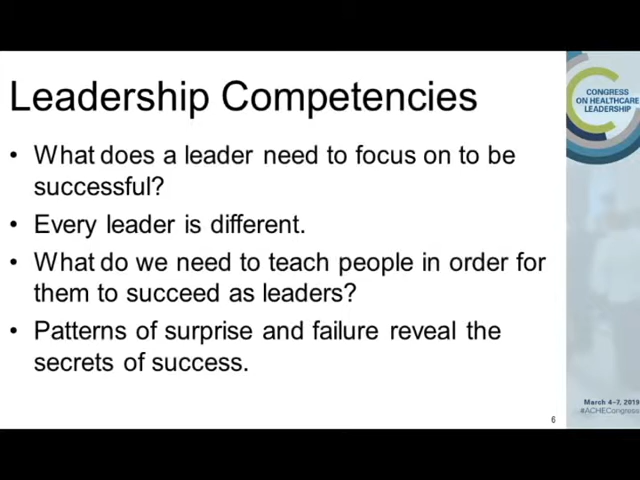 Leadership Competencies
• What does a leader need to focus on to be
successful?
• Every leader is different.
• What do we need to teach people in order for
them to succeed as leaders?
• Patterns of surprise and failure reveal the
secrets of success.
CONGRESS
ON HEALTHCARE
LEADERSHIP
March 4–7, 2019
#ACHECongress
6